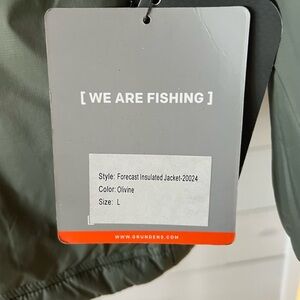 [ WE ARE FISHING ]
Style: Forecast Insulated Jacket-20024
Color: Olivine
Size: L
WWW.GRUNDENS.COM